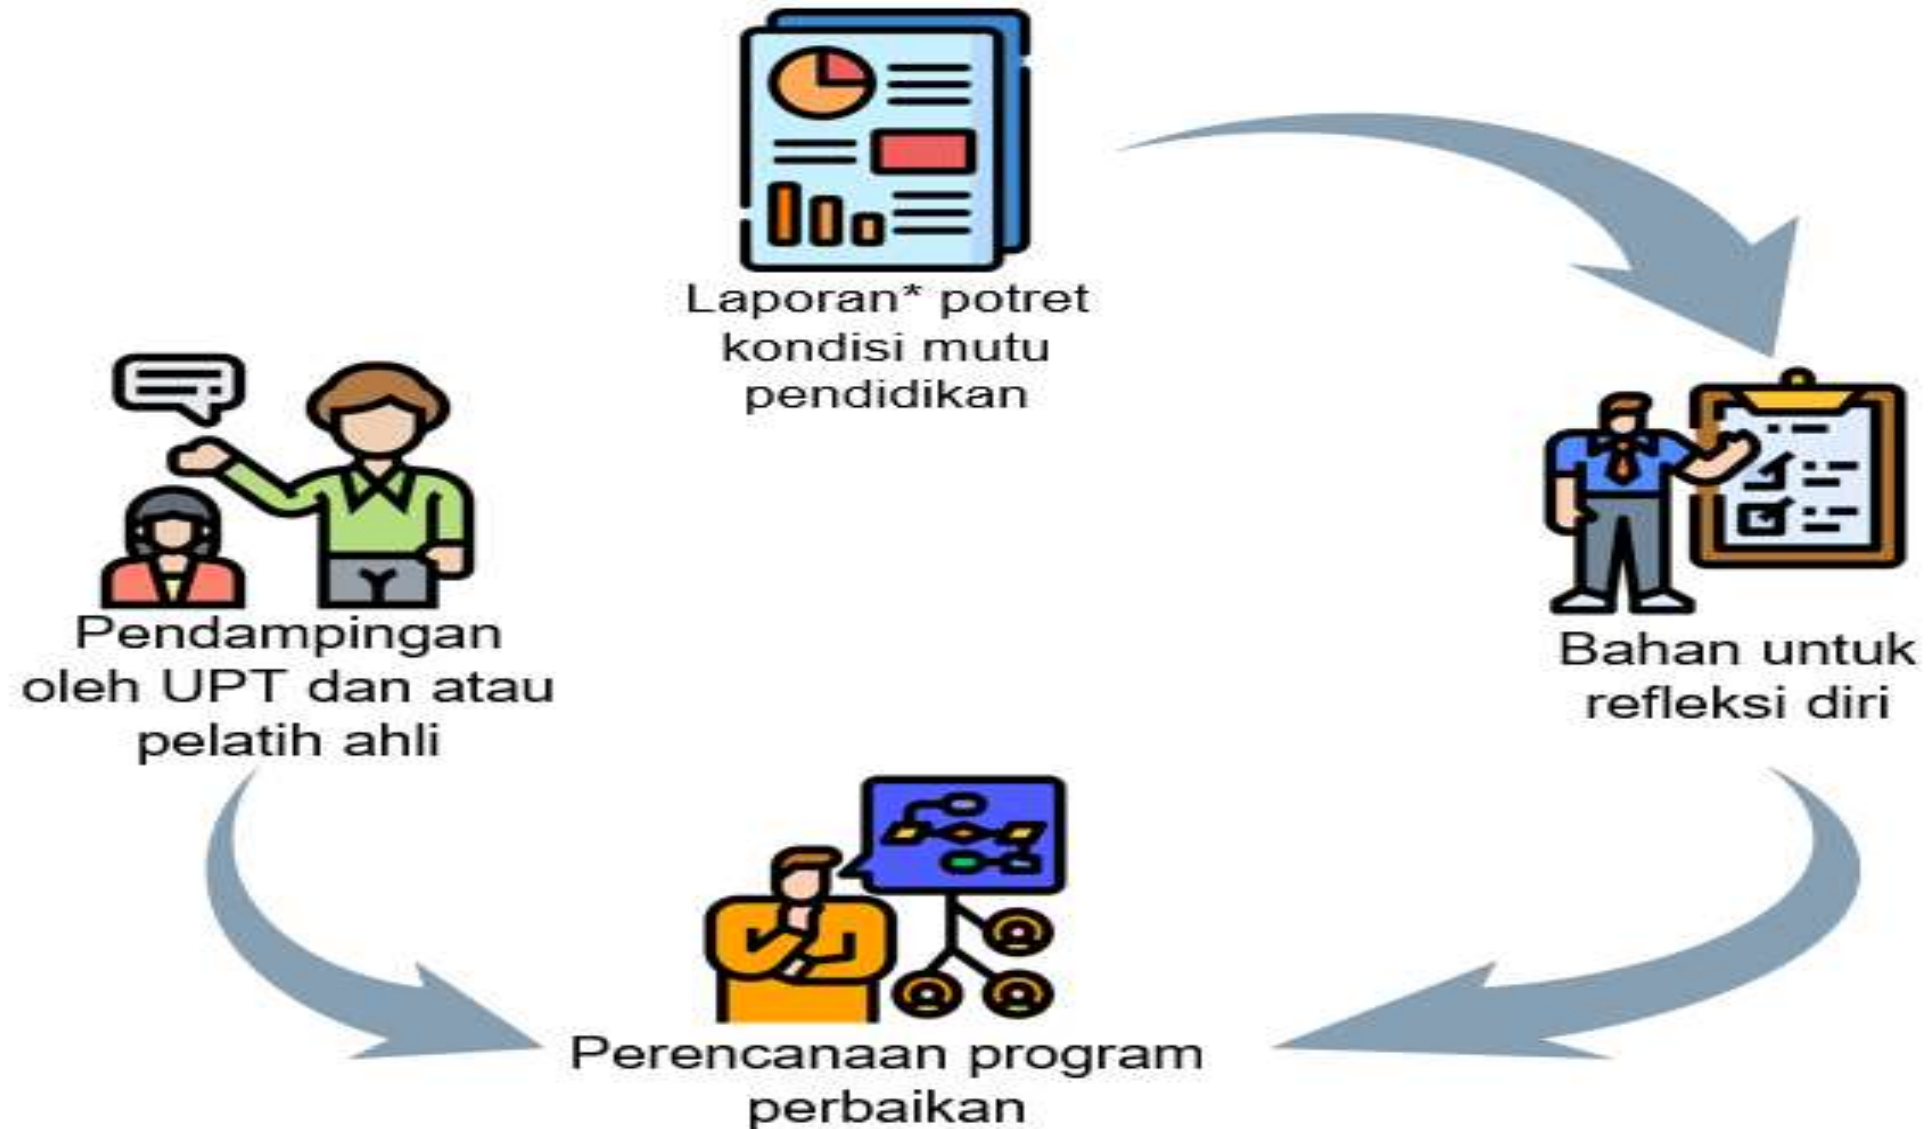 Laporan* potret
kondisi mutu
pendidikan
Pendampingan
oleh UPT dan atau
pelatih ahli
Bahan untuk
refleksi diri
Perencanaan program
perbaikan